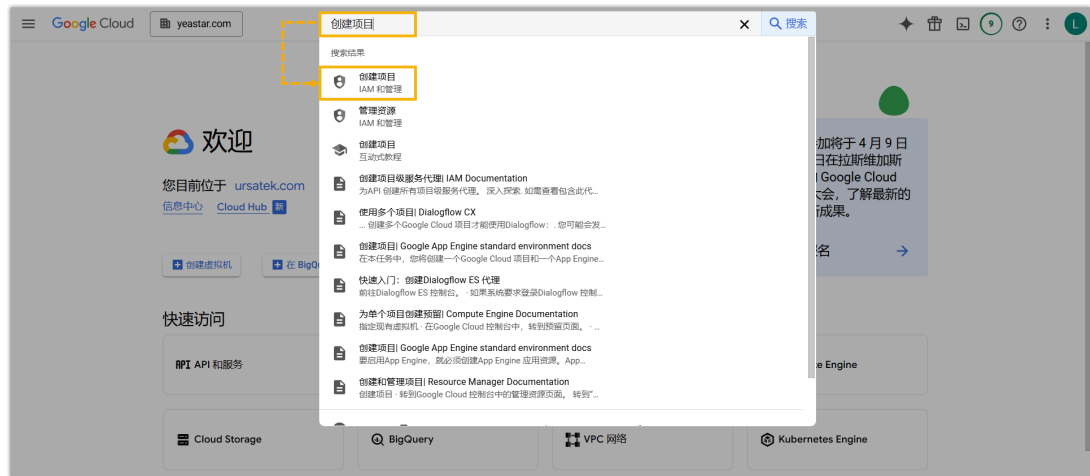 Google Cloud
yeastar.com
创建项目
搜索
9
L
搜索结果
创建项目
IAM 和管理
管理资源
IAM 和管理
创建项目
互动式教程
创建项目级服务代理| IAM Documentation
为API 创建所有项目级服务代理。 深入探索. 如需查看包含此代...
使用多个项目| Dialogflow CX
... 创建多个Google Cloud 项目才能使用Dialogflow： . 您可能会发...
创建项目| Google App Engine standard environment docs
在本任务中，您将创建一个Google Cloud 项目和一个App Engine...
快速入门：创建Dialogflow ES 代理
前往Dialogflow ES 控制台。 · 如果系统要求登录Dialogflow 控制...
为单个项目创建预留| Compute Engine Documentation
指定现有虚拟机 · 在Google Cloud 控制台中，转到预留页面。 · ...
创建项目| Google App Engine standard environment docs
要启用App Engine，就必须创建App Engine 应用资源。App...
创建和管理项目| Resource Manager Documentation
创建项目 · 转到Google Cloud 控制台中的管理资源页面。 转到“...
欢迎
您目前位于 ursatek.com
信息中心 Cloud Hub 新
创建虚拟机
在 BigQu
加将于 4 月 9 日
日在拉斯维加斯
Google Cloud
大会，了解最新的
成果。
名
快速访问
API API 和服务
e Engine
Cloud Storage
BigQuery
VPC 网络
Kubernetes Engine